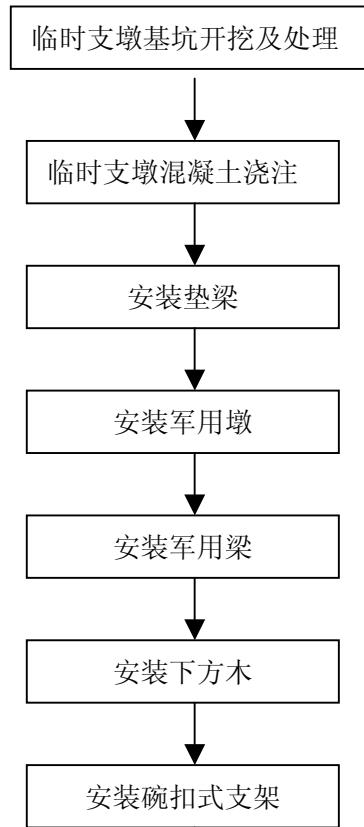 临时支墩基坑开挖及处理
临时支墩混凝土浇注
安装垫梁
安装军用墩
安装军用梁
安装下方木
安装碗扣式支架